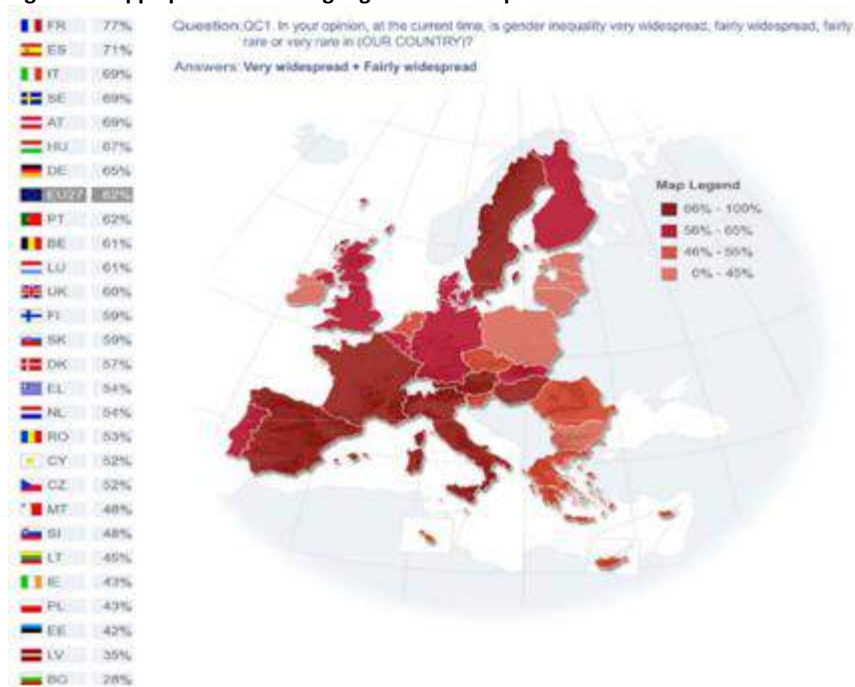 FR 77%
ES 71%
IT 69%
SE 69%
AT 69%
HU 67%
DE 65%
EU27 62%
PT 62%
BE 61%
LU 61%
UK 60%
FI 59%
SK 59%
DK 57%
EL 54%
NL 54%
RO 53%
CY 52%
CZ 52%
MT 48%
SI 48%
LT 45%
IE 43%
PL 43%
EE 42%
LV 35%
BG 28%
Question: QC1. In your opinion, at the current time, is gender inequality very widespread, fairly widespread, fairly
rare or very rare in (OUR COUNTRY)?
Answers: Very widespread + Fairly widespread
Map Legend
66% - 100%
56% - 65%
46% - 55%
0% - 45%